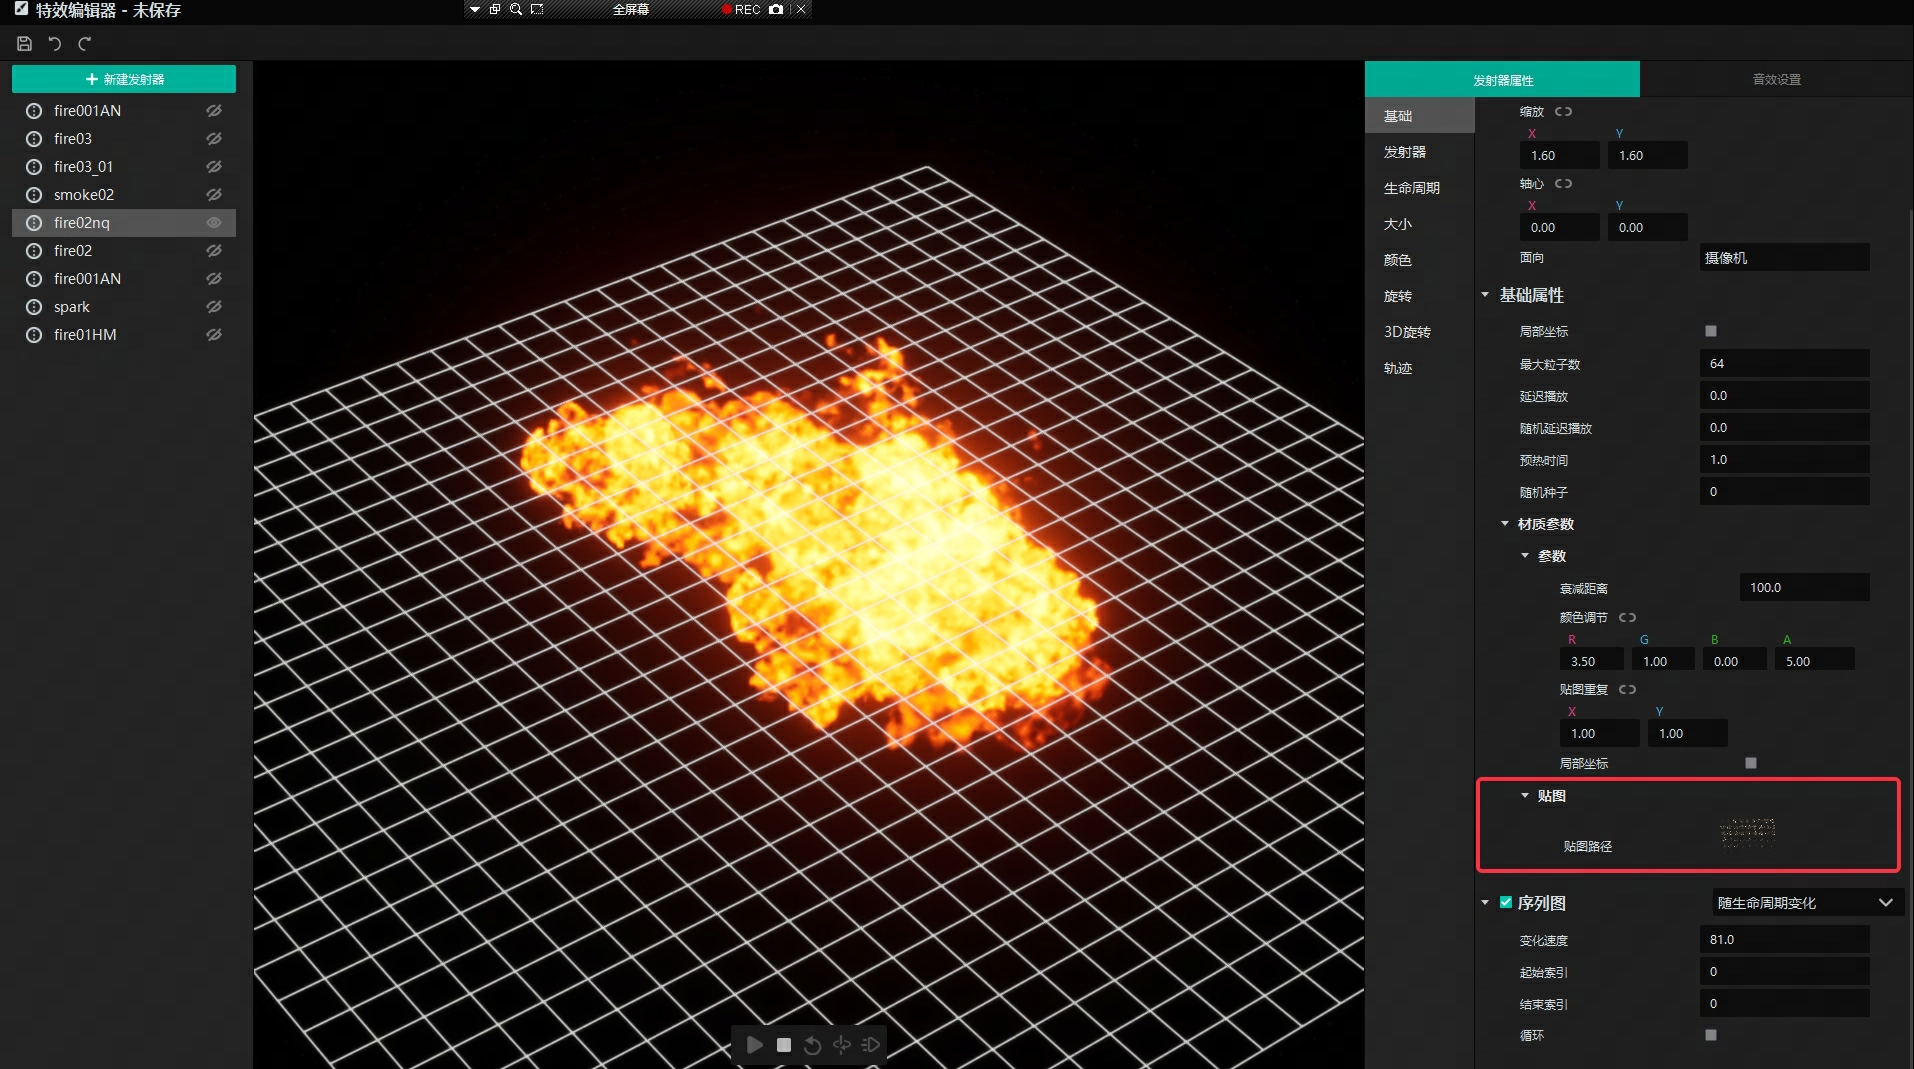 特效编辑器 - 未保存
全屏幕
REC
新建发射器
fire001AN
fire03
fire03_01
smoke02
fire02nq
fire02
fire001AN
spark
fire01HM
发射器属性
音效设置
基础
发射器
生命周期
大小
颜色
旋转
3D旋转
轨迹
缩放
X Y
1.60 1.60
轴心
X Y
0.00 0.00
面向 摄像机
基础属性
局部坐标
最大粒子数 64
延迟播放 0.0
随机延迟播放 0.0
预热时间 1.0
随机种子 0
材质参数
参数
衰减距离 100.0
颜色调节
R G B A
3.50 1.00 0.00 5.00
贴图重复
X Y
1.00 1.00
局部坐标
贴图
贴图路径
序列图 随生命周期变化
变化速度 81.0
起始索引 0
结束索引 0
循环